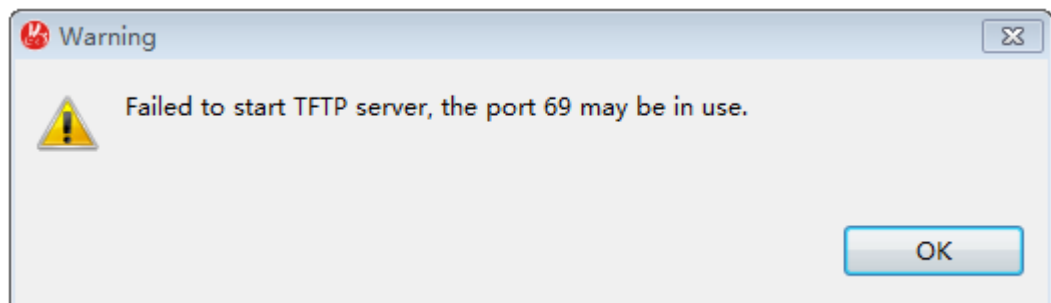 Warning
Failed to start TFTP server, the port 69 may be in use.
OK